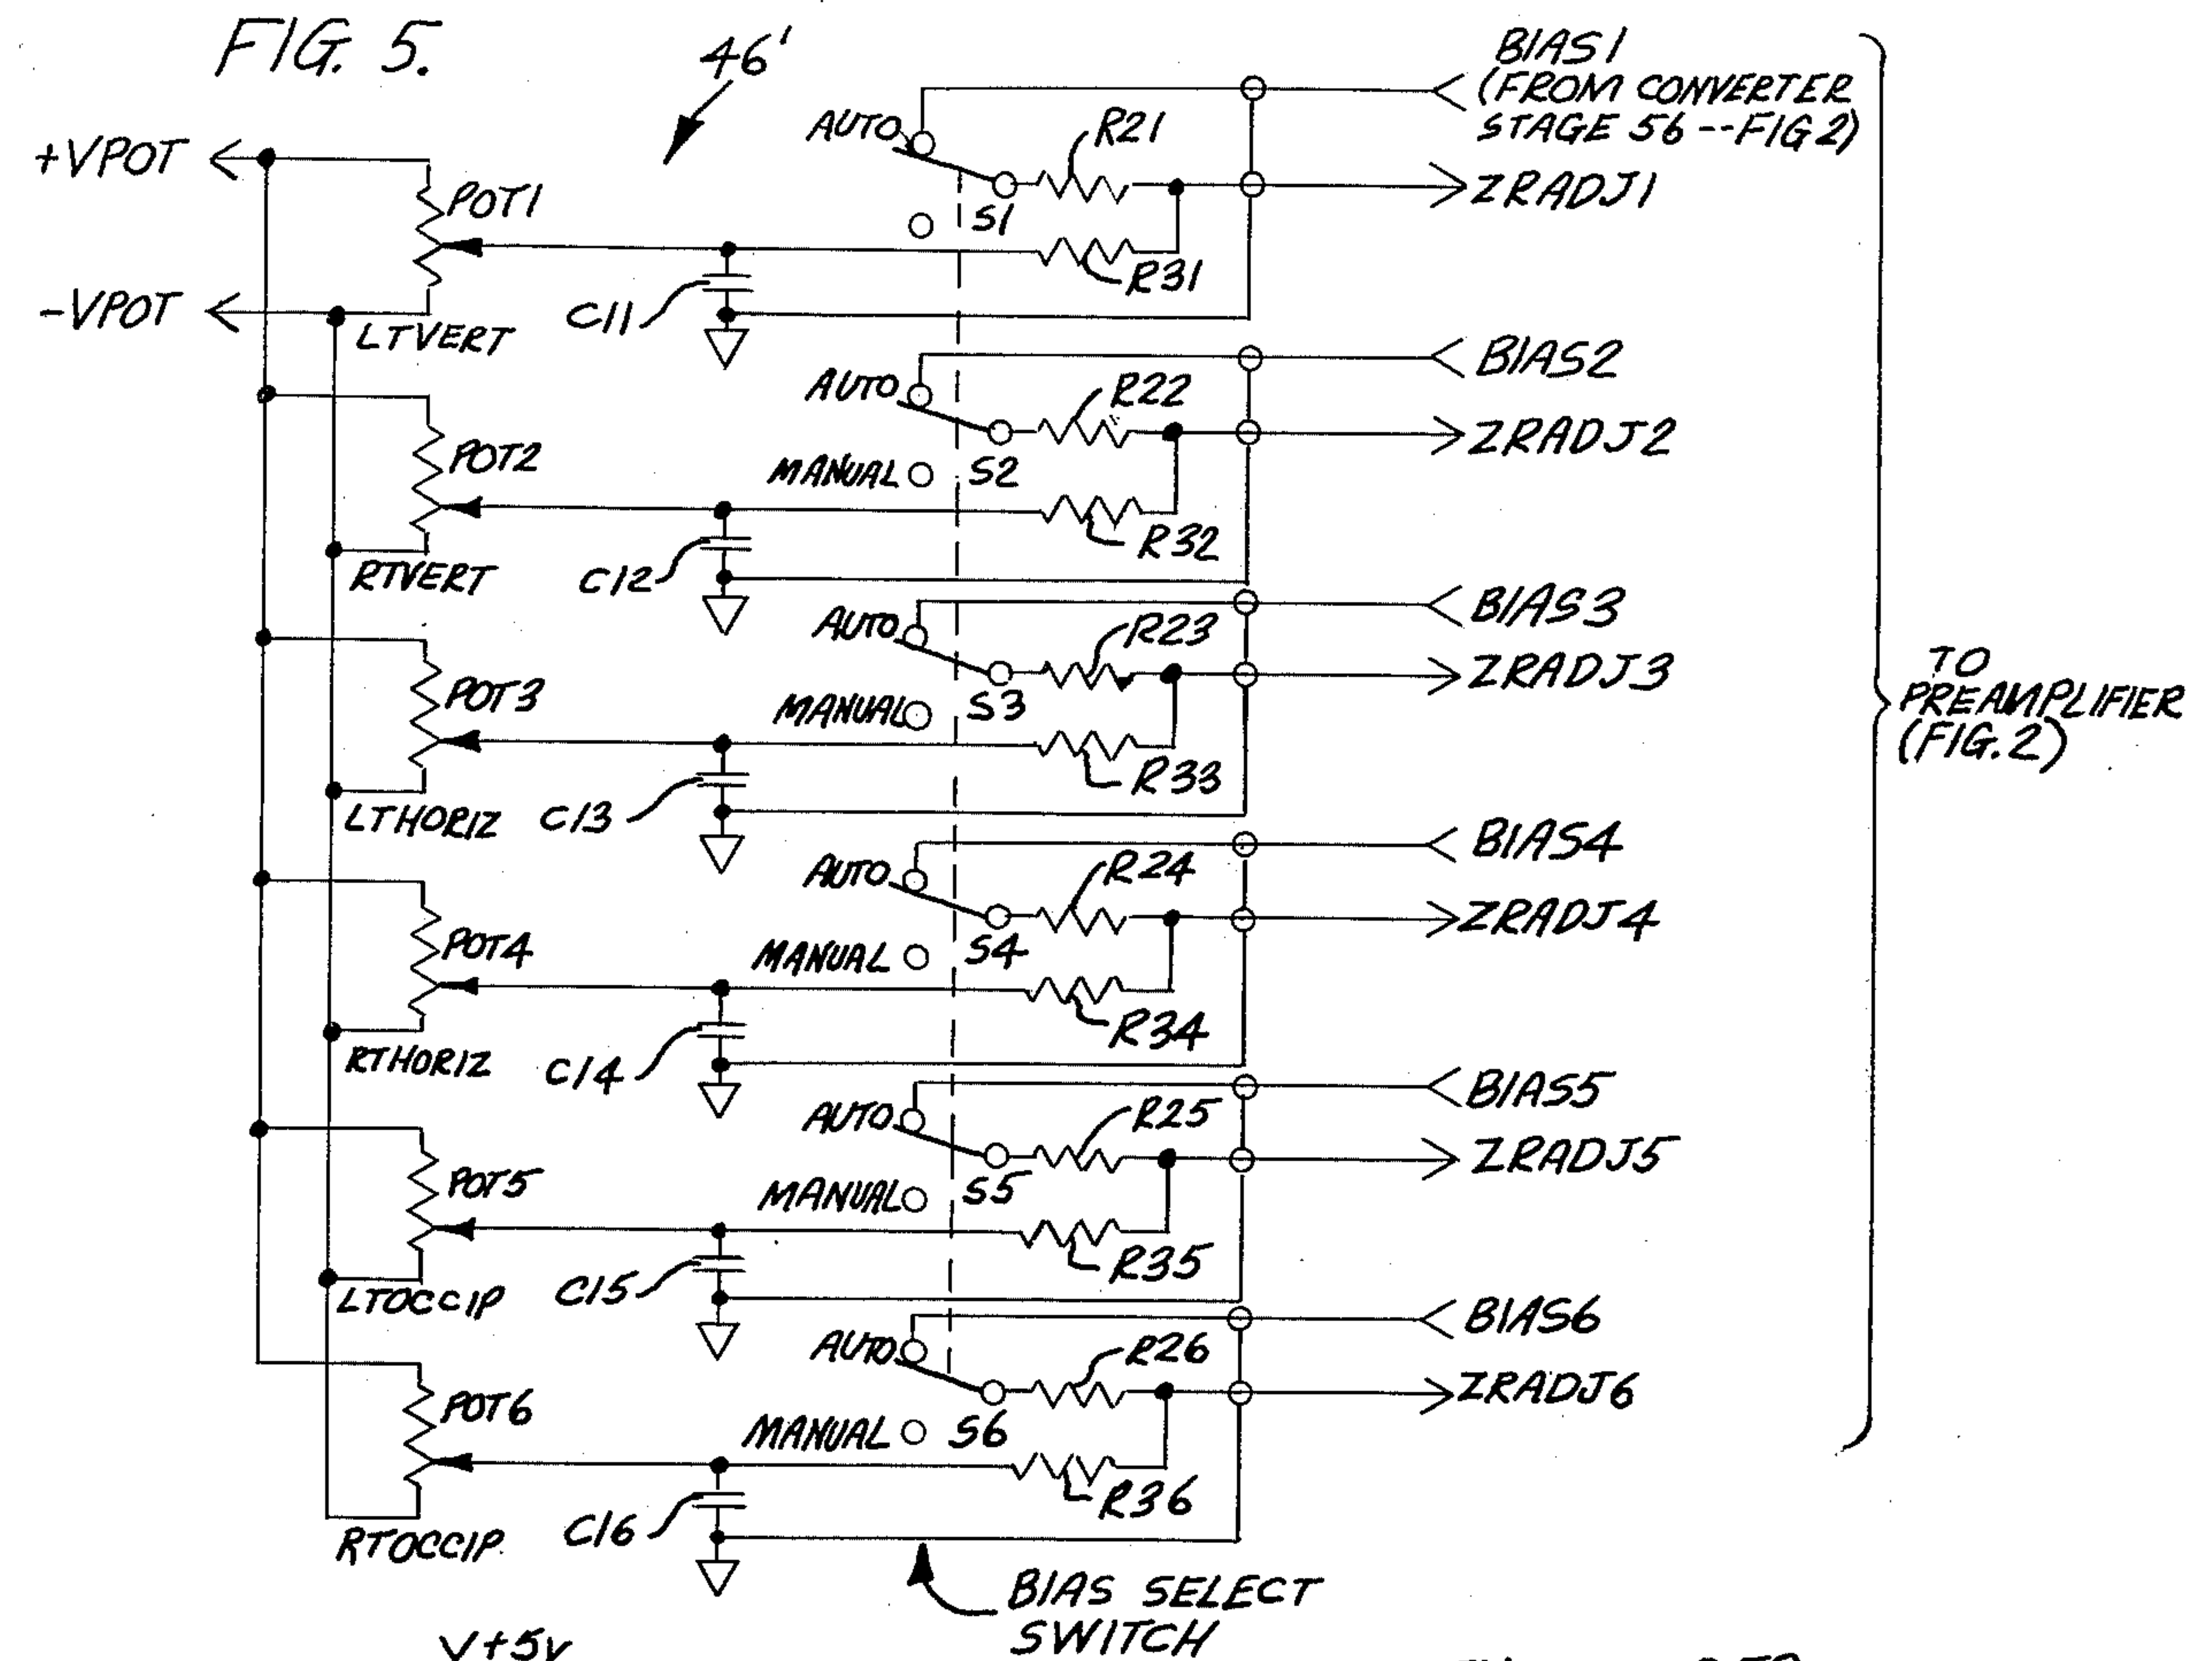 FIG. 5.
46'
BIAS1
(FROM CONVERTER
STAGE 56 --FIG2)
AUTO
R21
+VPOT
POT1
ZRADJ1
S1
R31
-VPOT
C11
LTVERT
BIAS2
AUTO
R22
ZRADJ2
POT2
MANUAL
S2
R32
RTVERT
C12
BIAS3
AUTO
R23
ZRADJ3
TO
PREAMPLIFIER
(FIG.2)
POT3
MANUAL
S3
R33
LTHORIZ
C13
BIAS4
AUTO
R24
ZRADJ4
POT4
MANUAL
S4
R34
RTHORIZ
C14
BIAS5
AUTO
R25
ZRADJ5
POT5
MANUAL
S5
R35
LTOCCIP
C15
BIAS6
AUTO
R26
ZRADJ6
POT6
MANUAL
S6
R36
RTOCCIP
C16
BIAS SELECT
SWITCH
V+5V